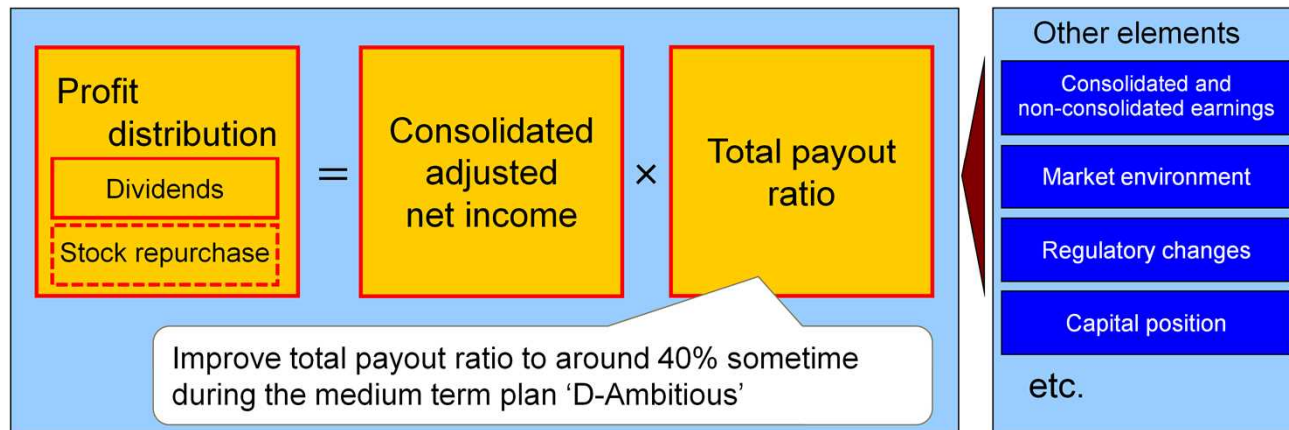 Profit
distribution
Dividends
Stock repurchase
=
Consolidated
adjusted
net income
×
Total payout
ratio
Improve total payout ratio to around 40% sometime
during the medium term plan ‘D-Ambitious’
Other elements
Consolidated and
non-consolidated earnings
Market environment
Regulatory changes
Capital position
etc.